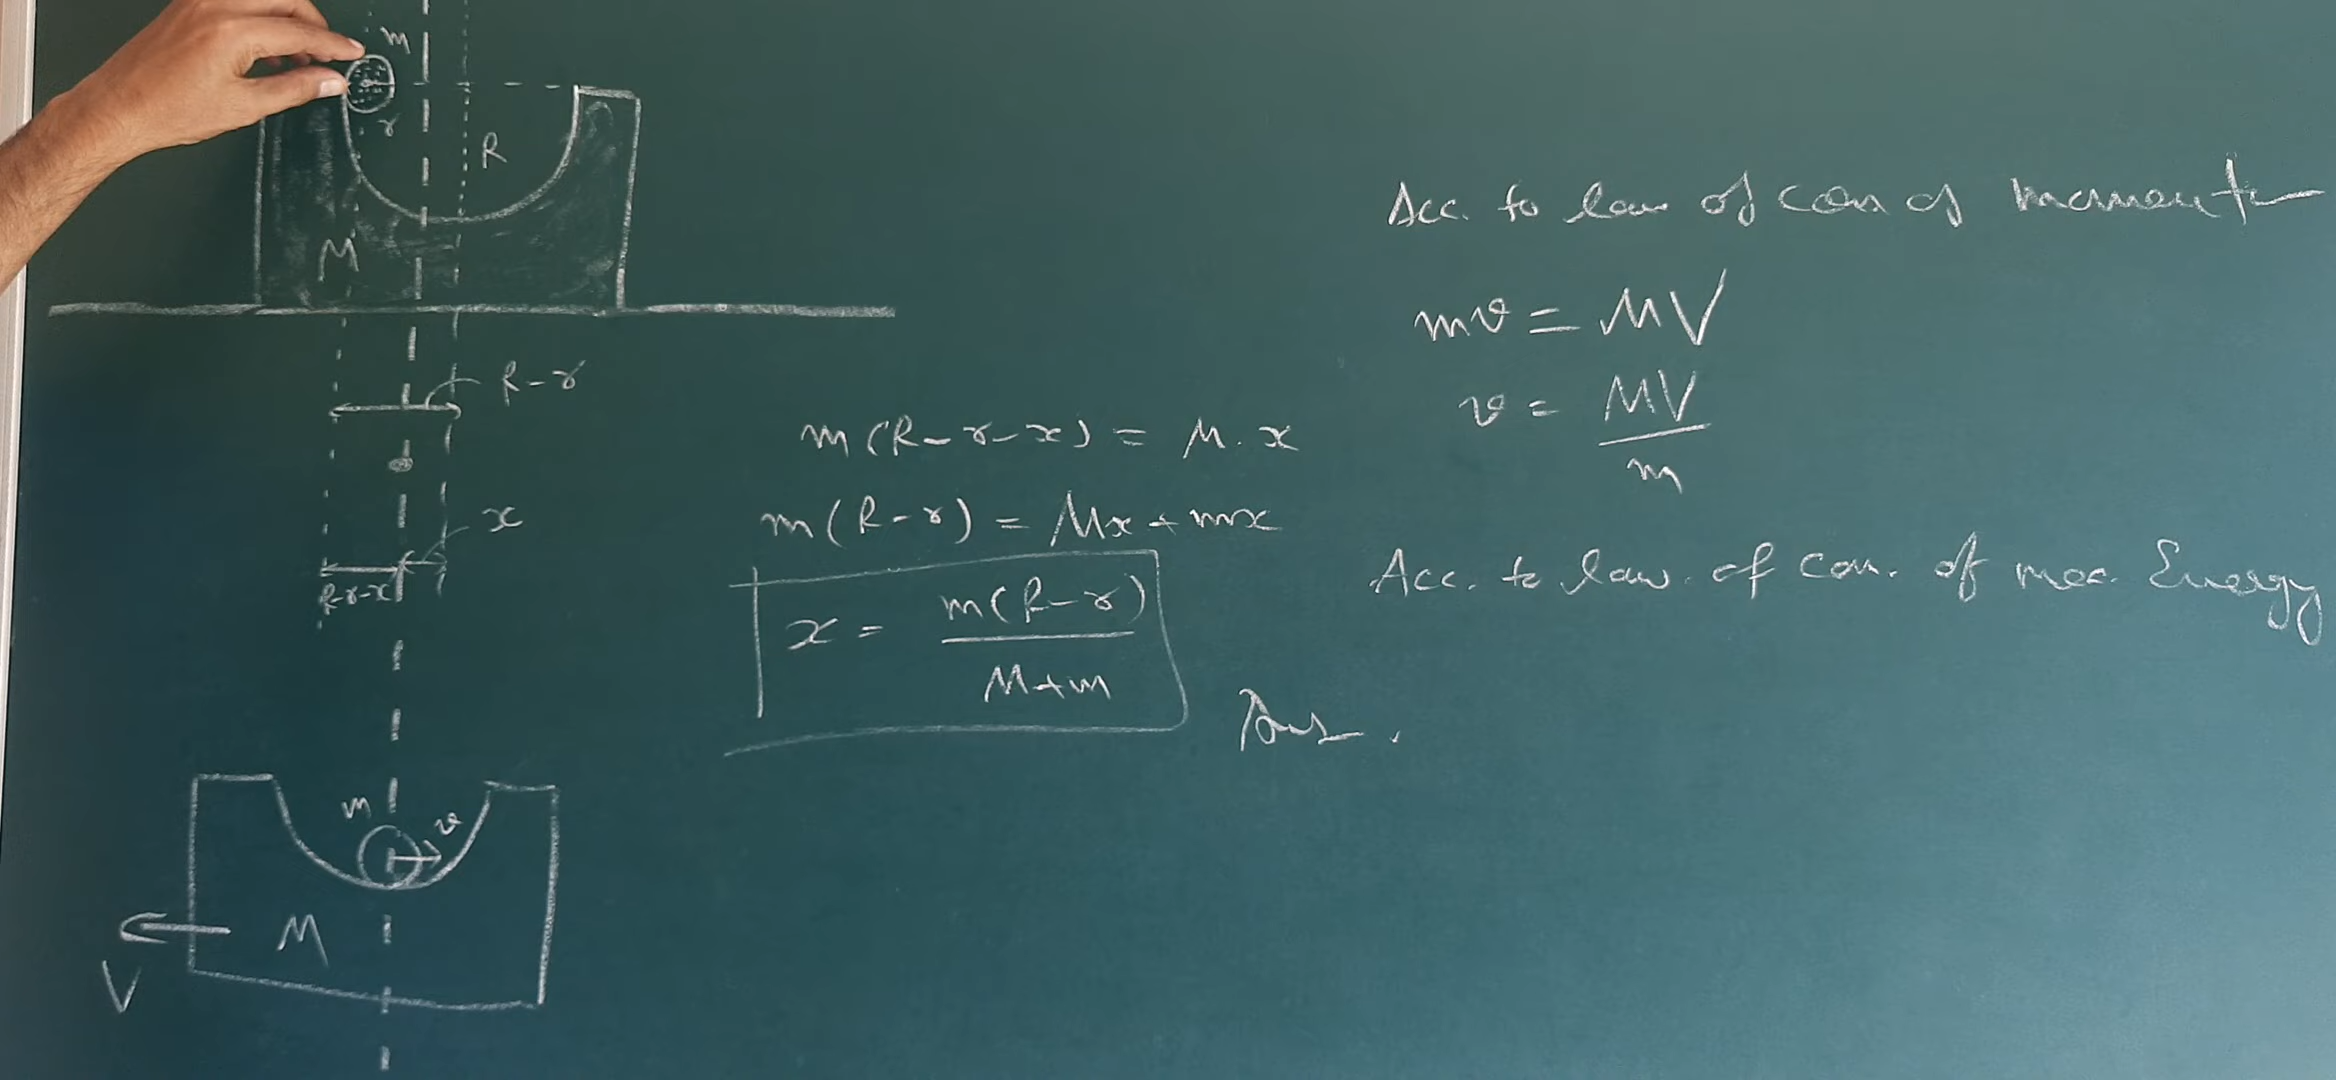 m
r
R
M
R-r
x
R-r-x
m(R-r-x) = M.x
m(R-r) = Mx+mx
x = m(R-r)/M+m
Ans.
m
v
M
V
Acc. to law of con of
mv = MV
v = MV/m
Acc. to law. of con. of mec. Energy